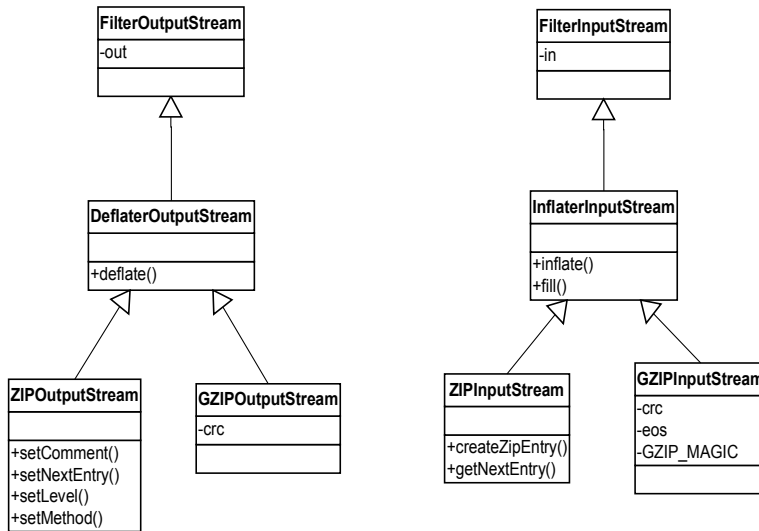 FilterOutputStream
-out
DeflaterOutputStream
+deflate()
ZIPOutputStream
+setComment()
+setNextEntry()
+setLevel()
+setMethod()
GZIPOutputStream
-crc
FilterInputStream
-in
InflaterInputStream
+inflate()
+fill()
ZIPInputStream
+createZipEntry()
+getNextEntry()
GZIPInputStream
-crc
-eos
-GZIP_MAGIC